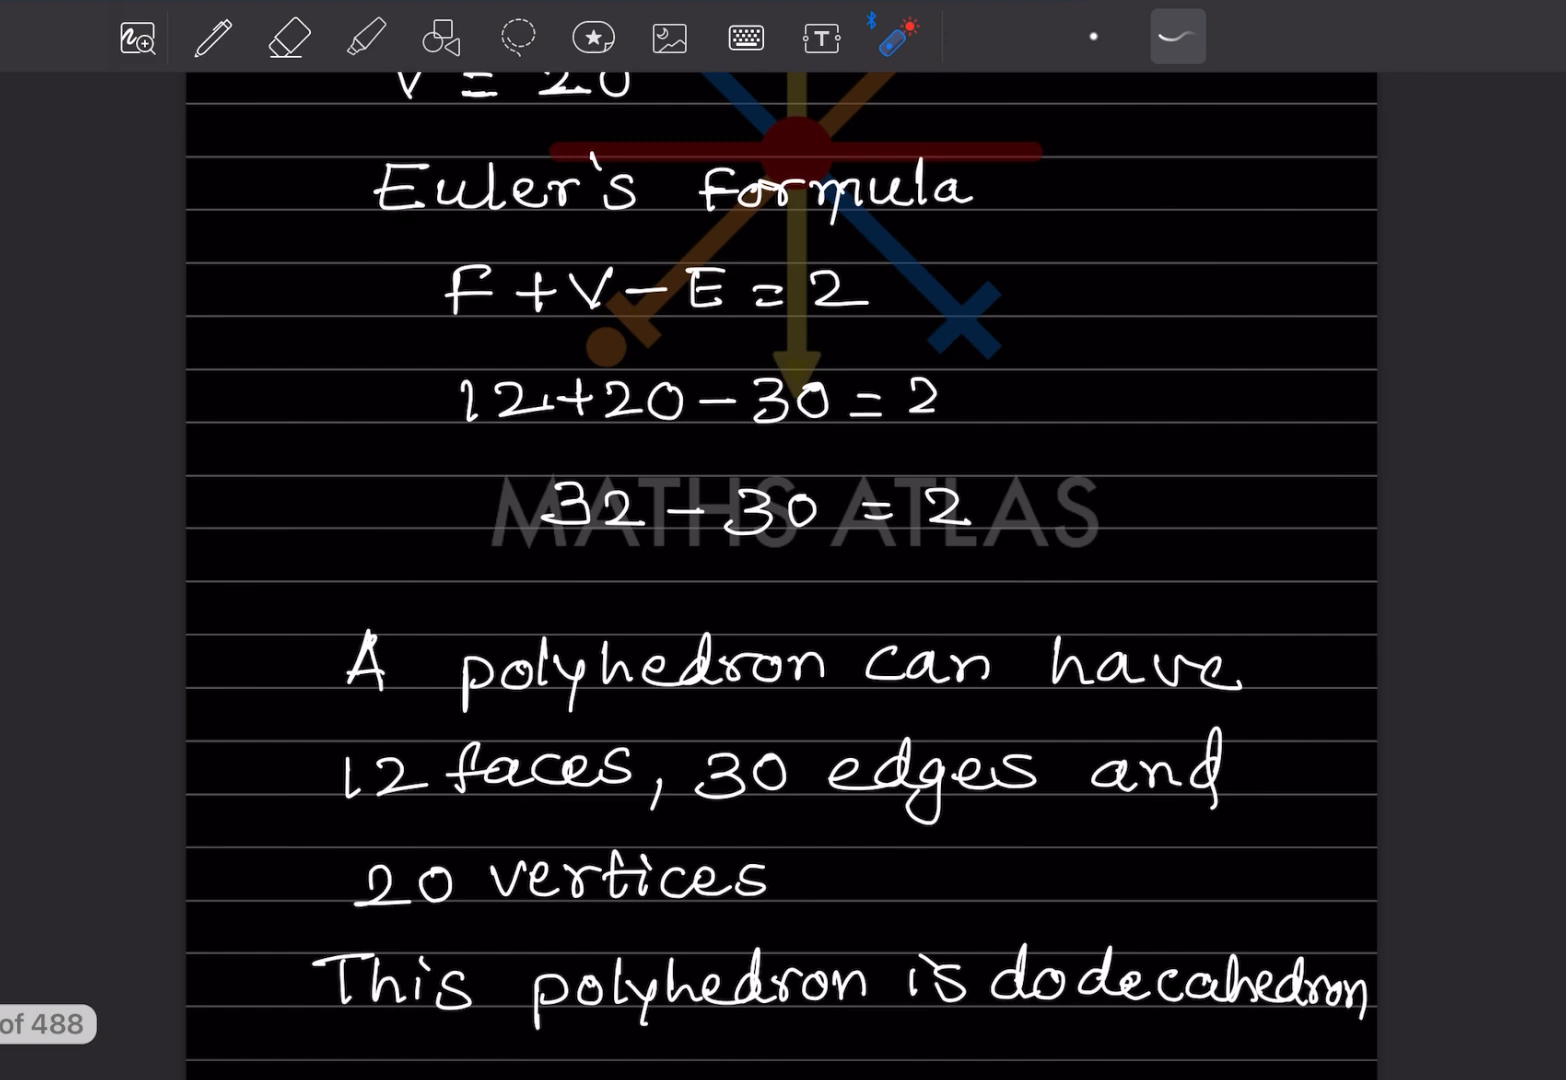 V = 20
Euler's formula
F + V - E = 2
12 + 20 - 30 = 2
32 - 30 = 2
MATHS ATLAS
A polyhedron can have
12 faces, 30 edges and
20 vertices
This polyhedron is dodecahedron
of 488